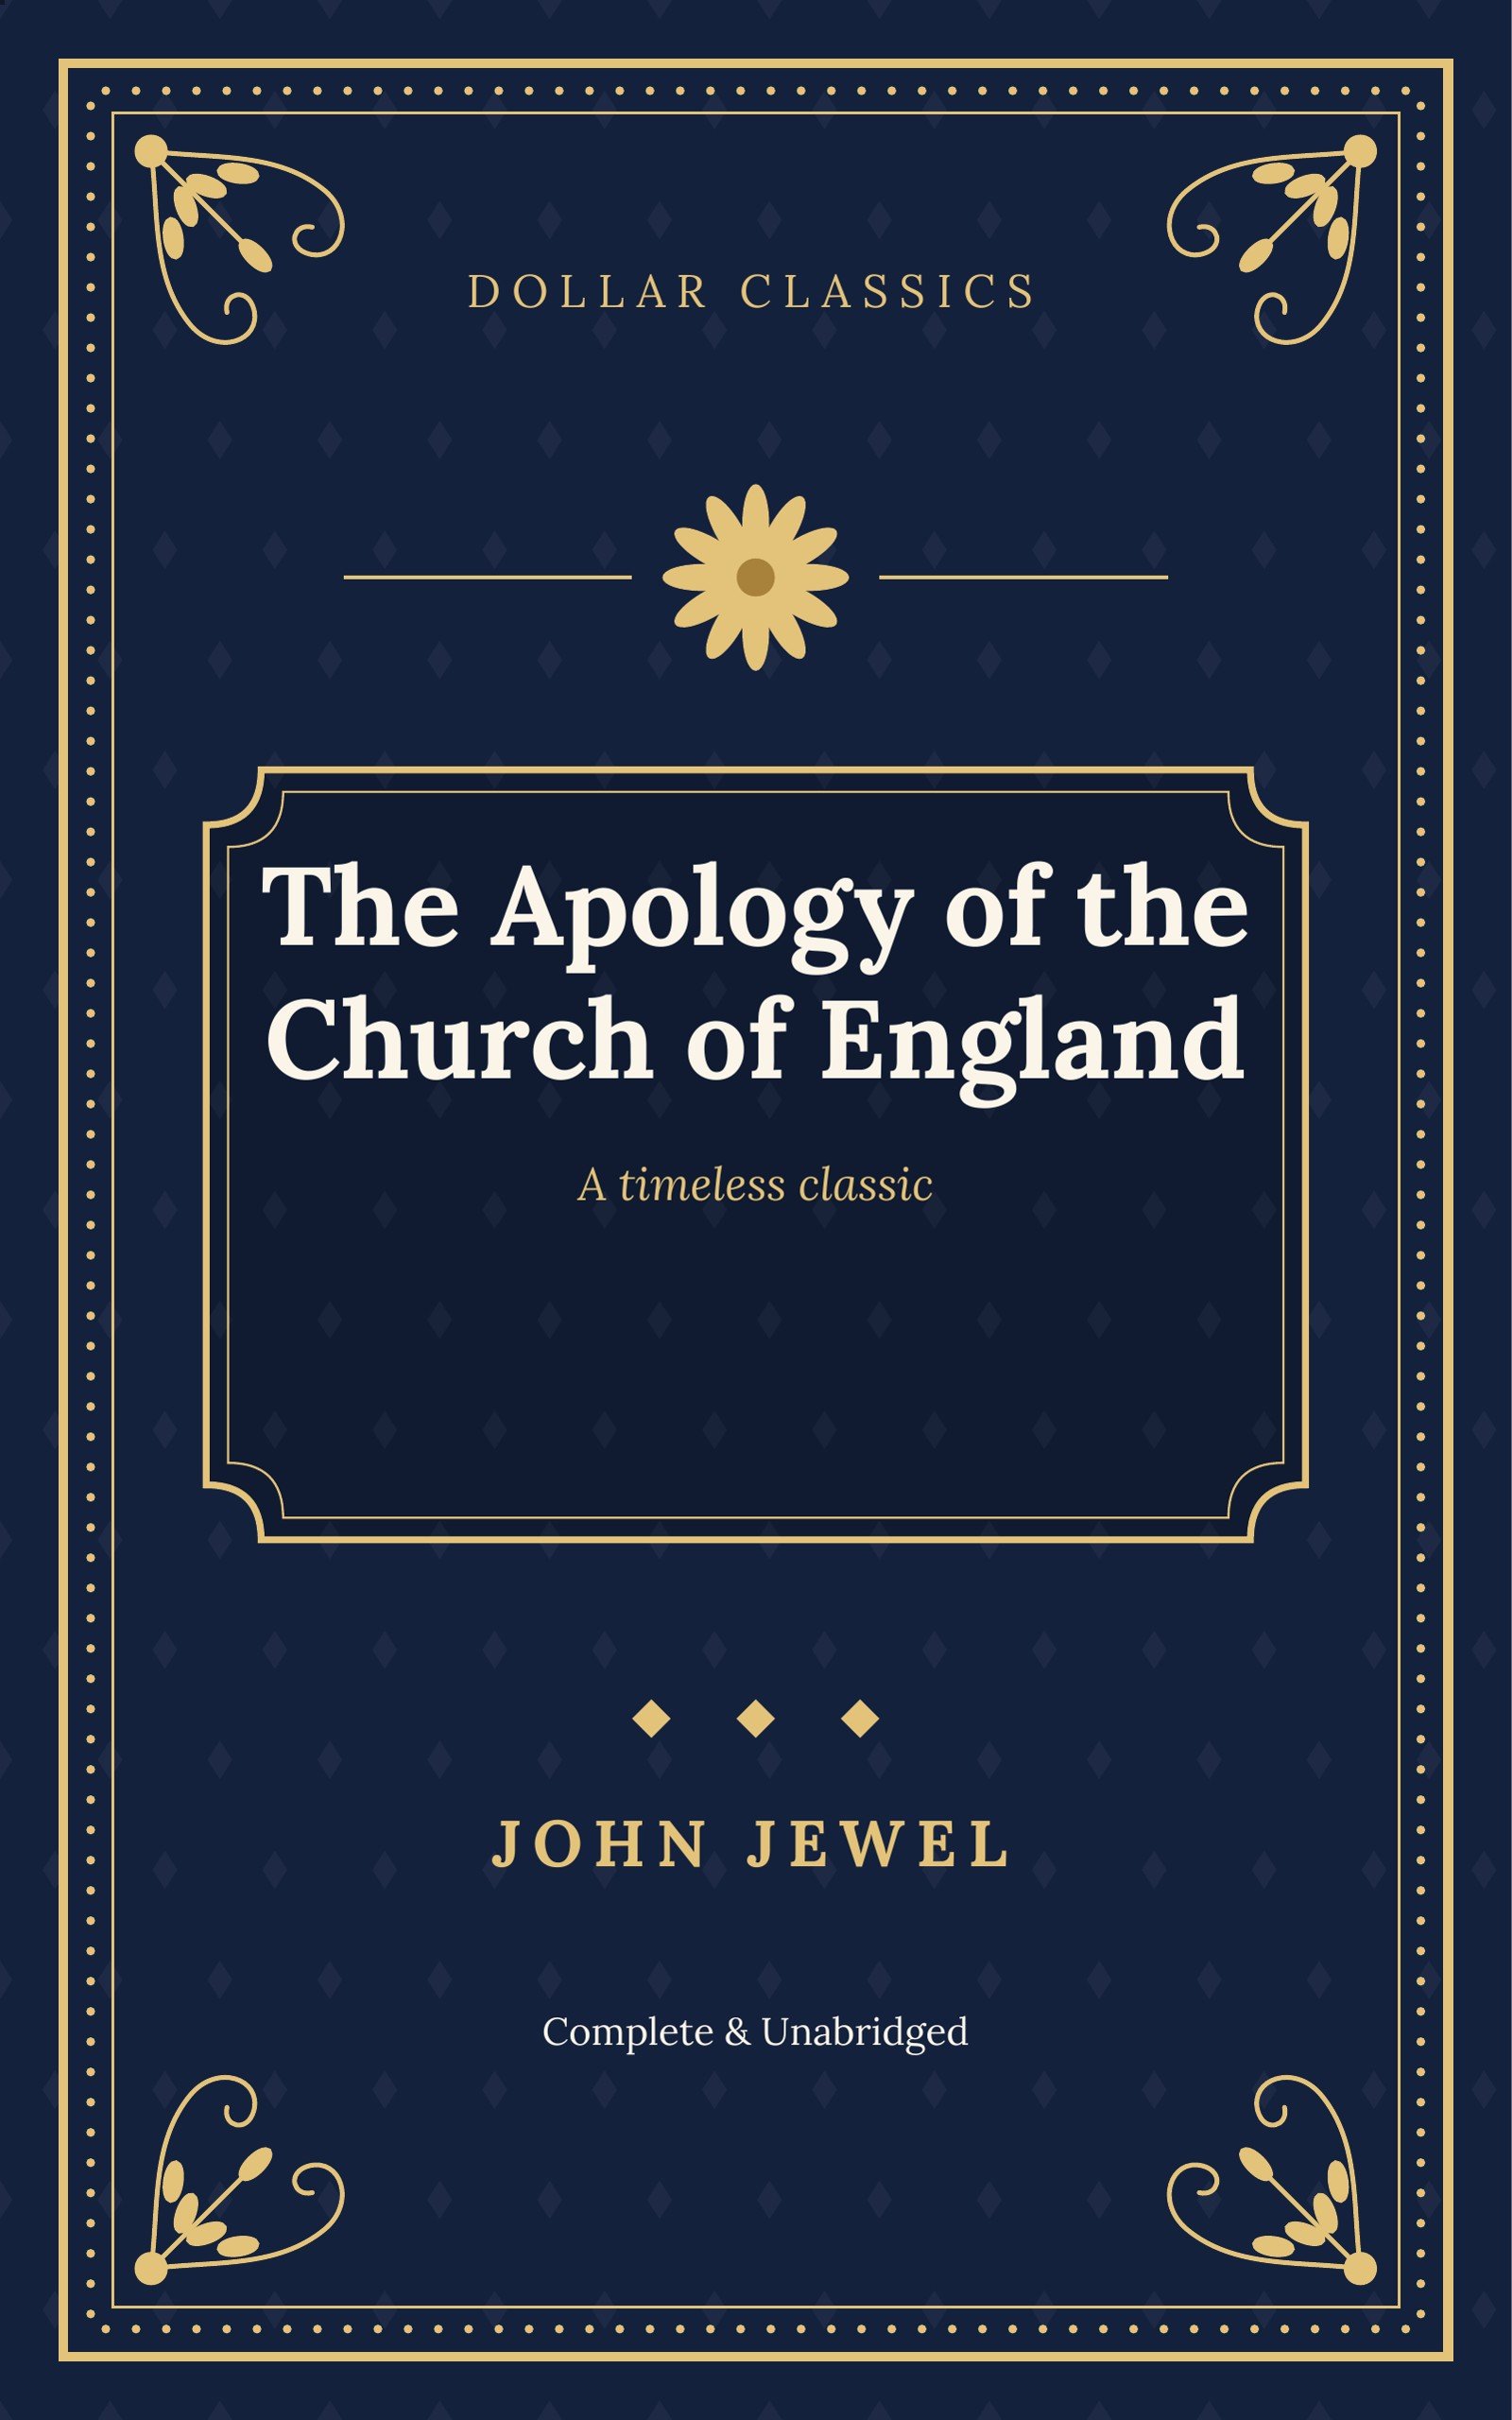 DOLLAR CLASSICS
The Apology of the
Church of England
A timeless classic
JOHN JEWEL
Complete & Unabridged